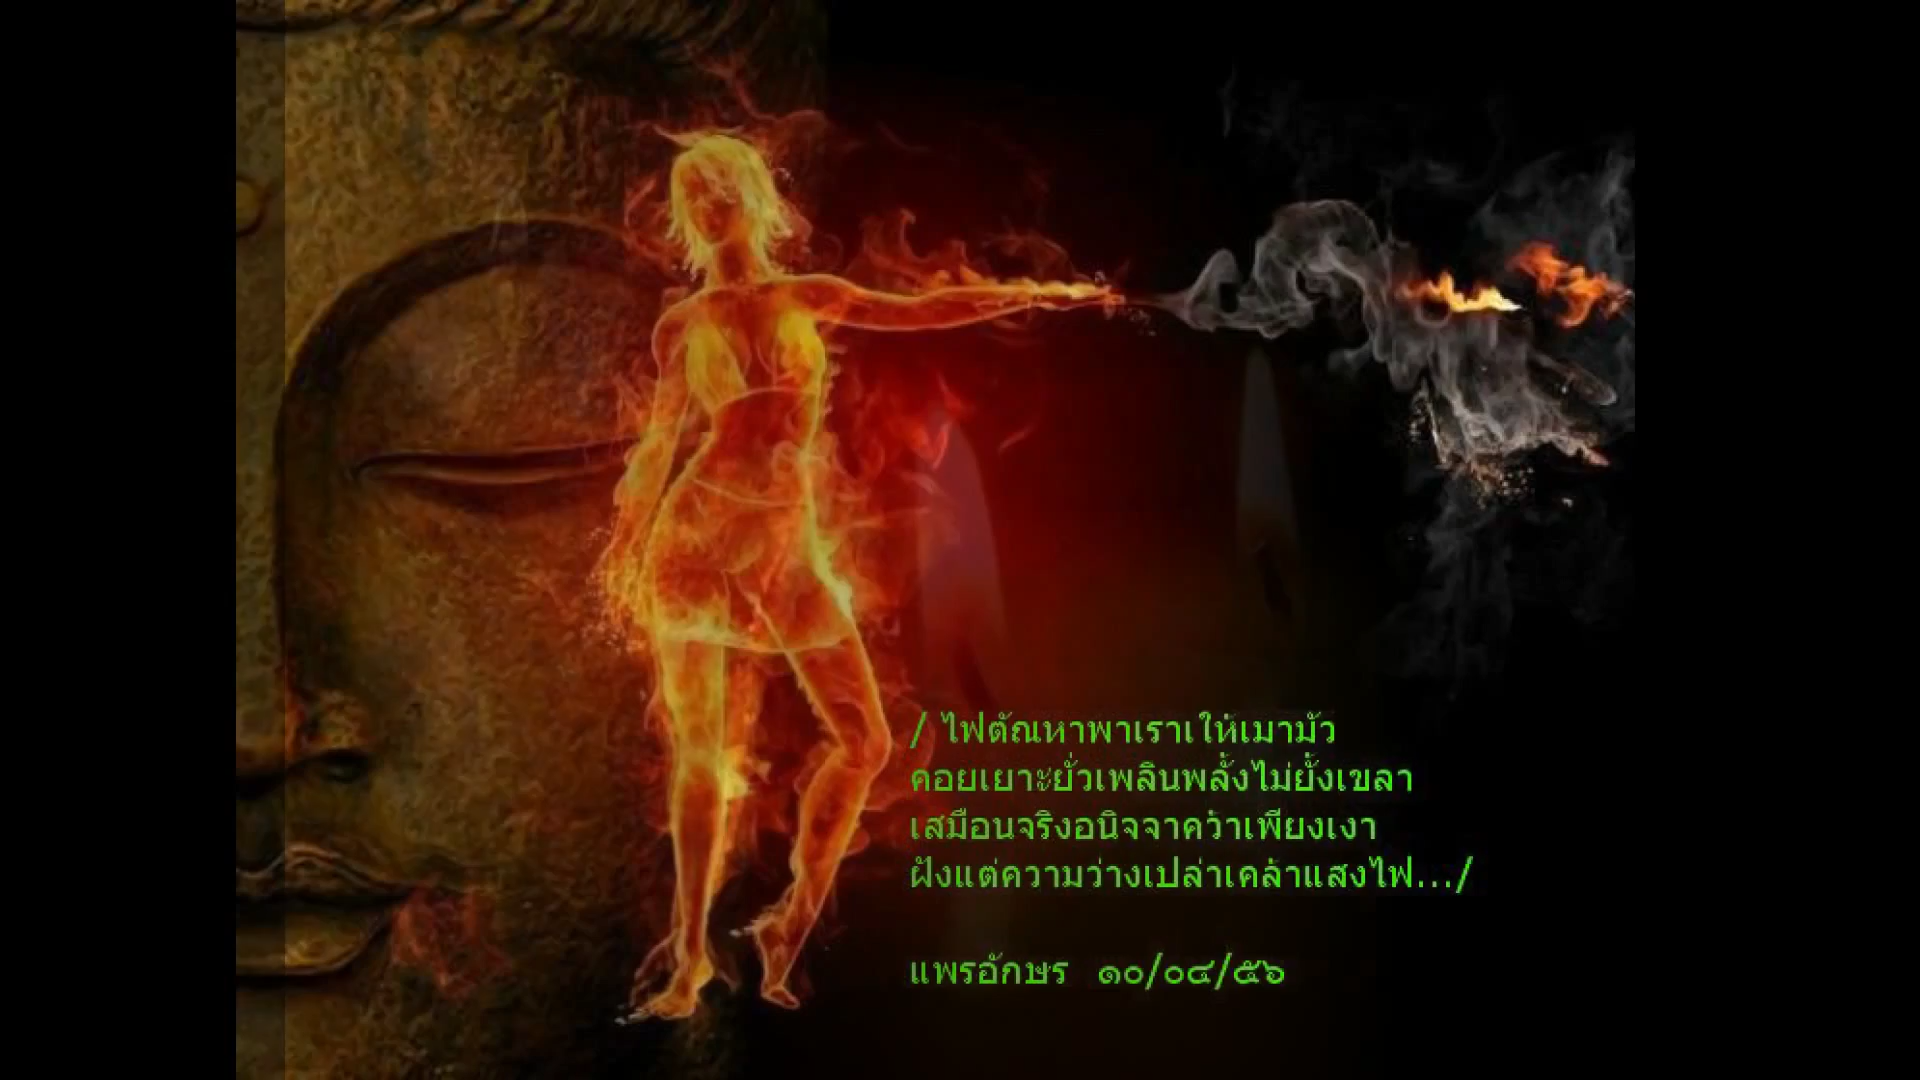 / ไฟตัณหาพาเราเให้เมามัว
คอยเยาะยั่วเพลินพลั้งไม่ยั้งเขลา
เสมือนจริงอนิจจาคว้าเพียงเงา
ฝังแต่ความว่างเปล่าเคล้าแสงไฟ.../
แพรอักษร ๑๐/๐๔/๕๖